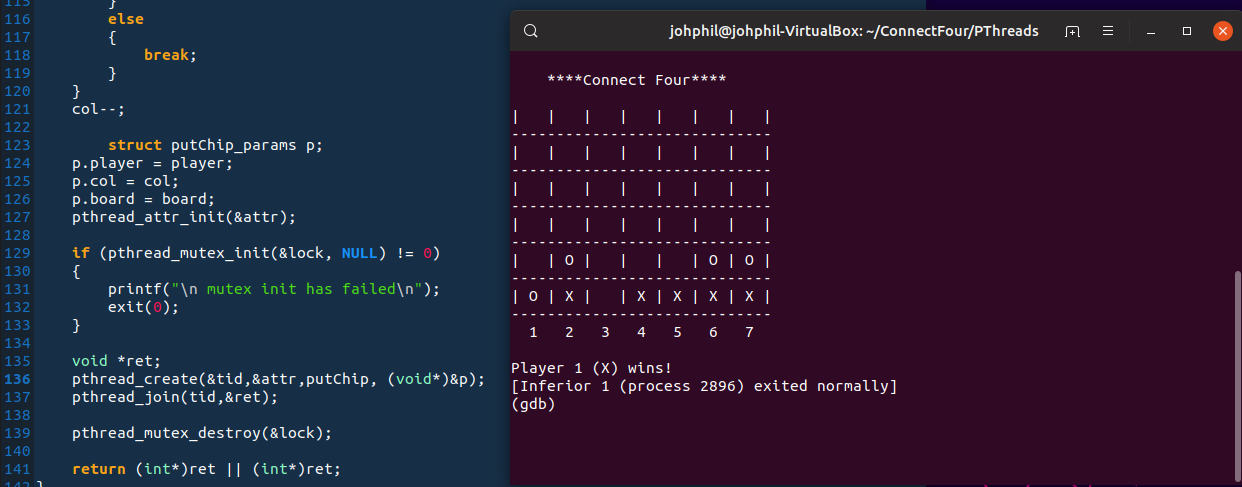 115         }
116         else
117         {
118             break;
119         }
120     }
121     col--;
122
123         struct putChip_params p;
124     p.player = player;
125     p.col = col;
126     p.board = board;
127     pthread_attr_init(&attr);
128
129     if (pthread_mutex_init(&lock, NULL) != 0)
130     {
131         printf("\n mutex init has failed\n");
132         exit(0);
133     }
134
135     void *ret;
136     pthread_create(&tid,&attr,putChip, (void*)&p);
137     pthread_join(tid,&ret);
138
139     pthread_mutex_destroy(&lock);
140
141     return (int*)ret || (int*)ret;
142 }
johphil@johphil-VirtualBox: ~/ConnectFour/PThreads
    ****Connect Four****
|   |   |   |   |   |   |   |
-----------------------------
|   |   |   |   |   |   |   |
-----------------------------
|   |   |   |   |   |   |   |
-----------------------------
|   |   |   |   |   |   |   |
-----------------------------
|   | O |   |   |   | O | O |
-----------------------------
| O | X |   | X | X | X | X |
-----------------------------
  1   2   3   4   5   6   7
Player 1 (X) wins!
[Inferior 1 (process 2896) exited normally]
(gdb)